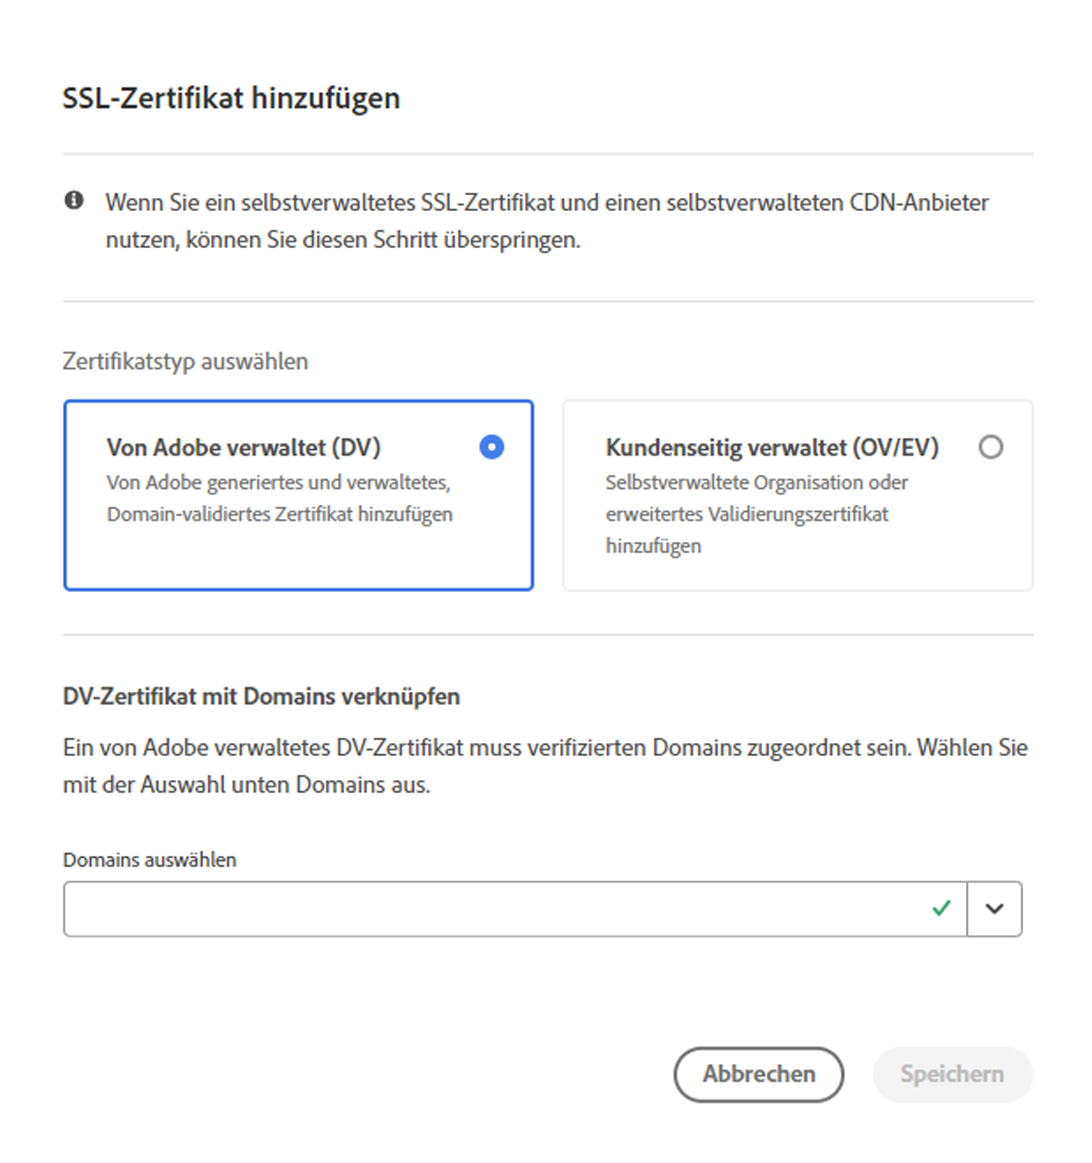 SSL-Zertifikat hinzufügen
Wenn Sie ein selbstverwaltetes SSL-Zertifikat und einen selbstverwalteten CDN-Anbieter
nutzen, können Sie diesen Schritt überspringen.
Zertifikatstyp auswählen
Von Adobe verwaltet (DV)
Von Adobe generiertes und verwaltetes,
Domain-validiertes Zertifikat hinzufügen
Kundenseitig verwaltet (OV/EV)
Selbstverwaltete Organisation oder
erweitertes Validierungszertifikat
hinzufügen
DV-Zertifikat mit Domains verknüpfen
Ein von Adobe verwaltetes DV-Zertifikat muss verifizierten Domains zugeordnet sein. Wählen Sie
mit der Auswahl unten Domains aus.
Domains auswählen
Abbrechen
Speichern